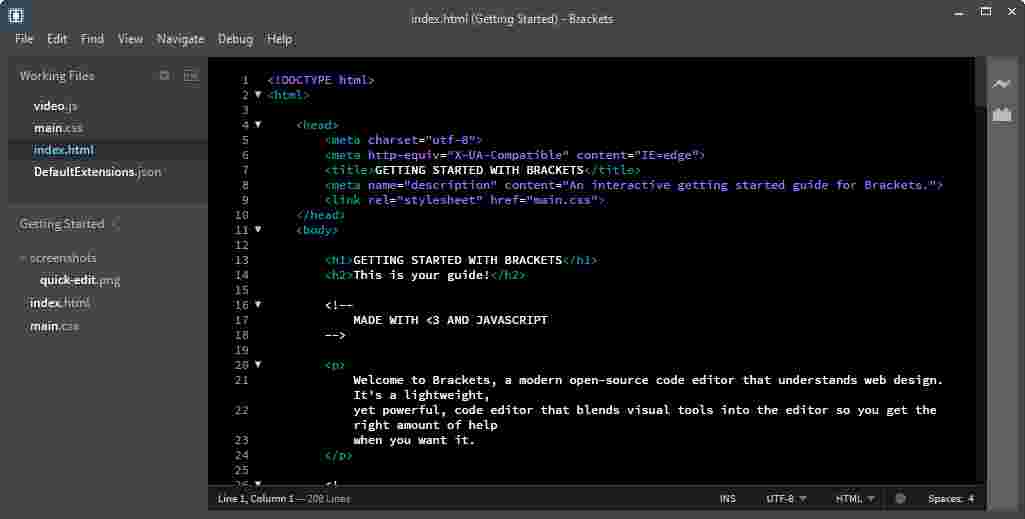 index.html (Getting Started) - Brackets
File Edit Find View Navigate Debug Help
Working Files
video.js
main.css
index.html
DefaultExtensions.json
Getting Started
screenshots
quick-edit.png
index.html
main.css
1 <!DOCTYPE html>
2 <html>
3
4 <head>
5 <meta charset="utf-8">
6 <meta http-equiv="X-UA-Compatible" content="IE=edge">
7 <title>GETTING STARTED WITH BRACKETS</title>
8 <meta name="description" content="An interactive getting started guide for Brackets.">
9 <link rel="stylesheet" href="main.css">
10 </head>
11 <body>
12
13 <h1>GETTING STARTED WITH BRACKETS</h1>
14 <h2>This is your guide!</h2>
15
16 <!--
17 MADE WITH <3 AND JAVASCRIPT
18 -->
19
20 <p>
21 Welcome to Brackets, a modern open-source code editor that understands web design.
It's a lightweight,
22 yet powerful, code editor that blends visual tools into the editor so you get the
right amount of help
23 when you want it.
24 </p>
25
26 <!
Line 1, Column 1 — 208 Lines INS UTF-8 HTML Spaces: 4